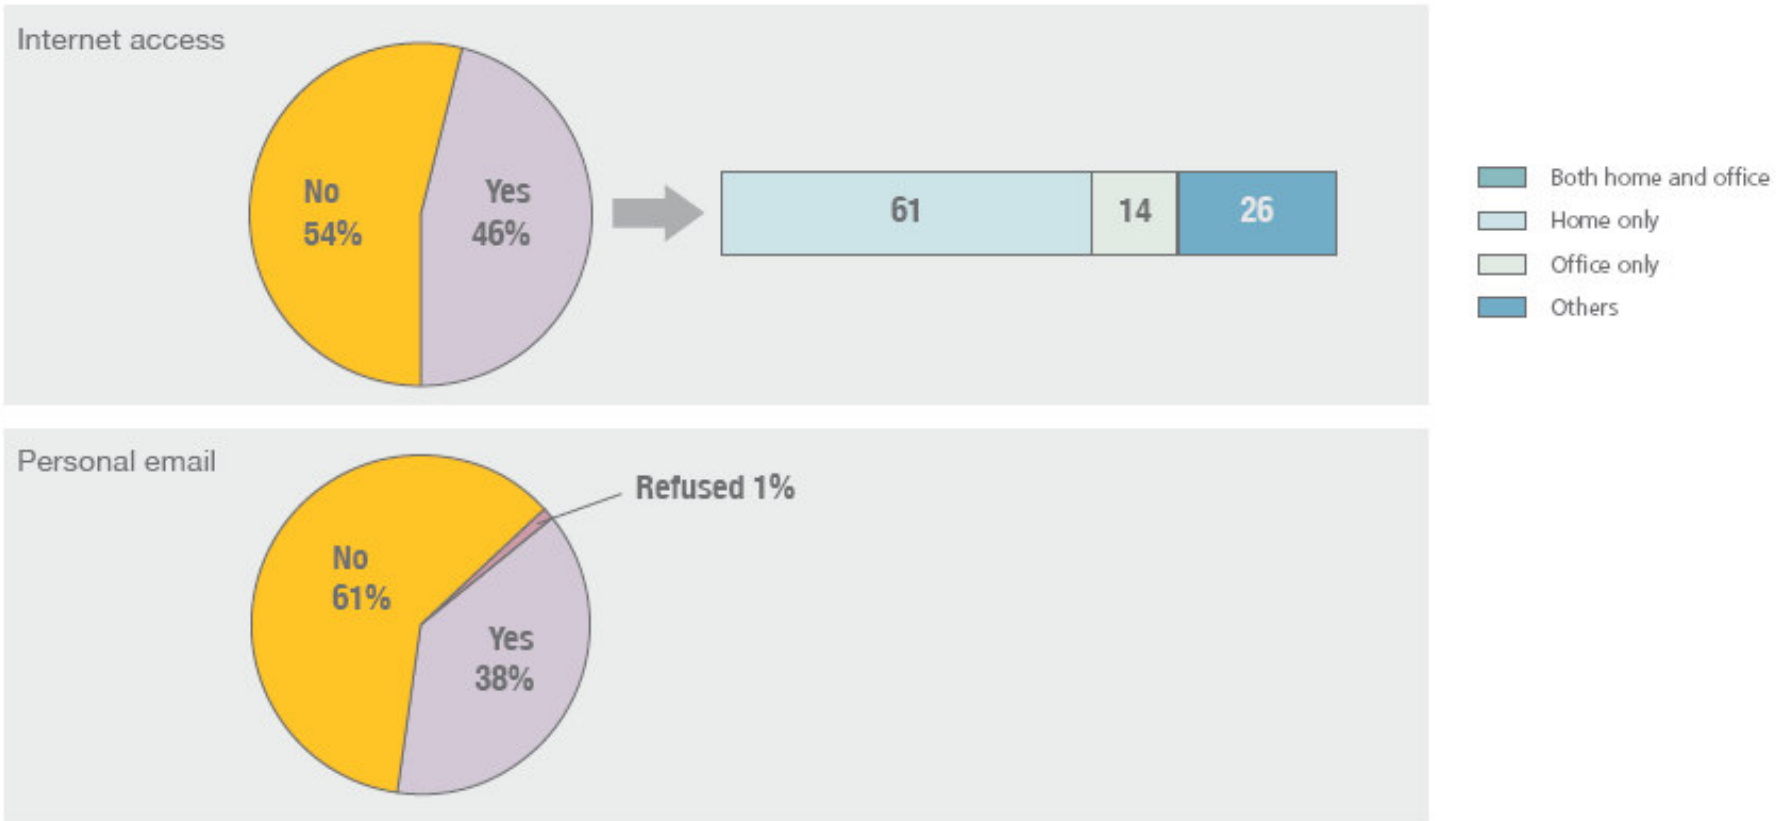 Internet access
No
54%
Yes
46%
61
14
26
Both home and office
Home only
Office only
Others
Personal email
Refused 1%
No
61%
Yes
38%